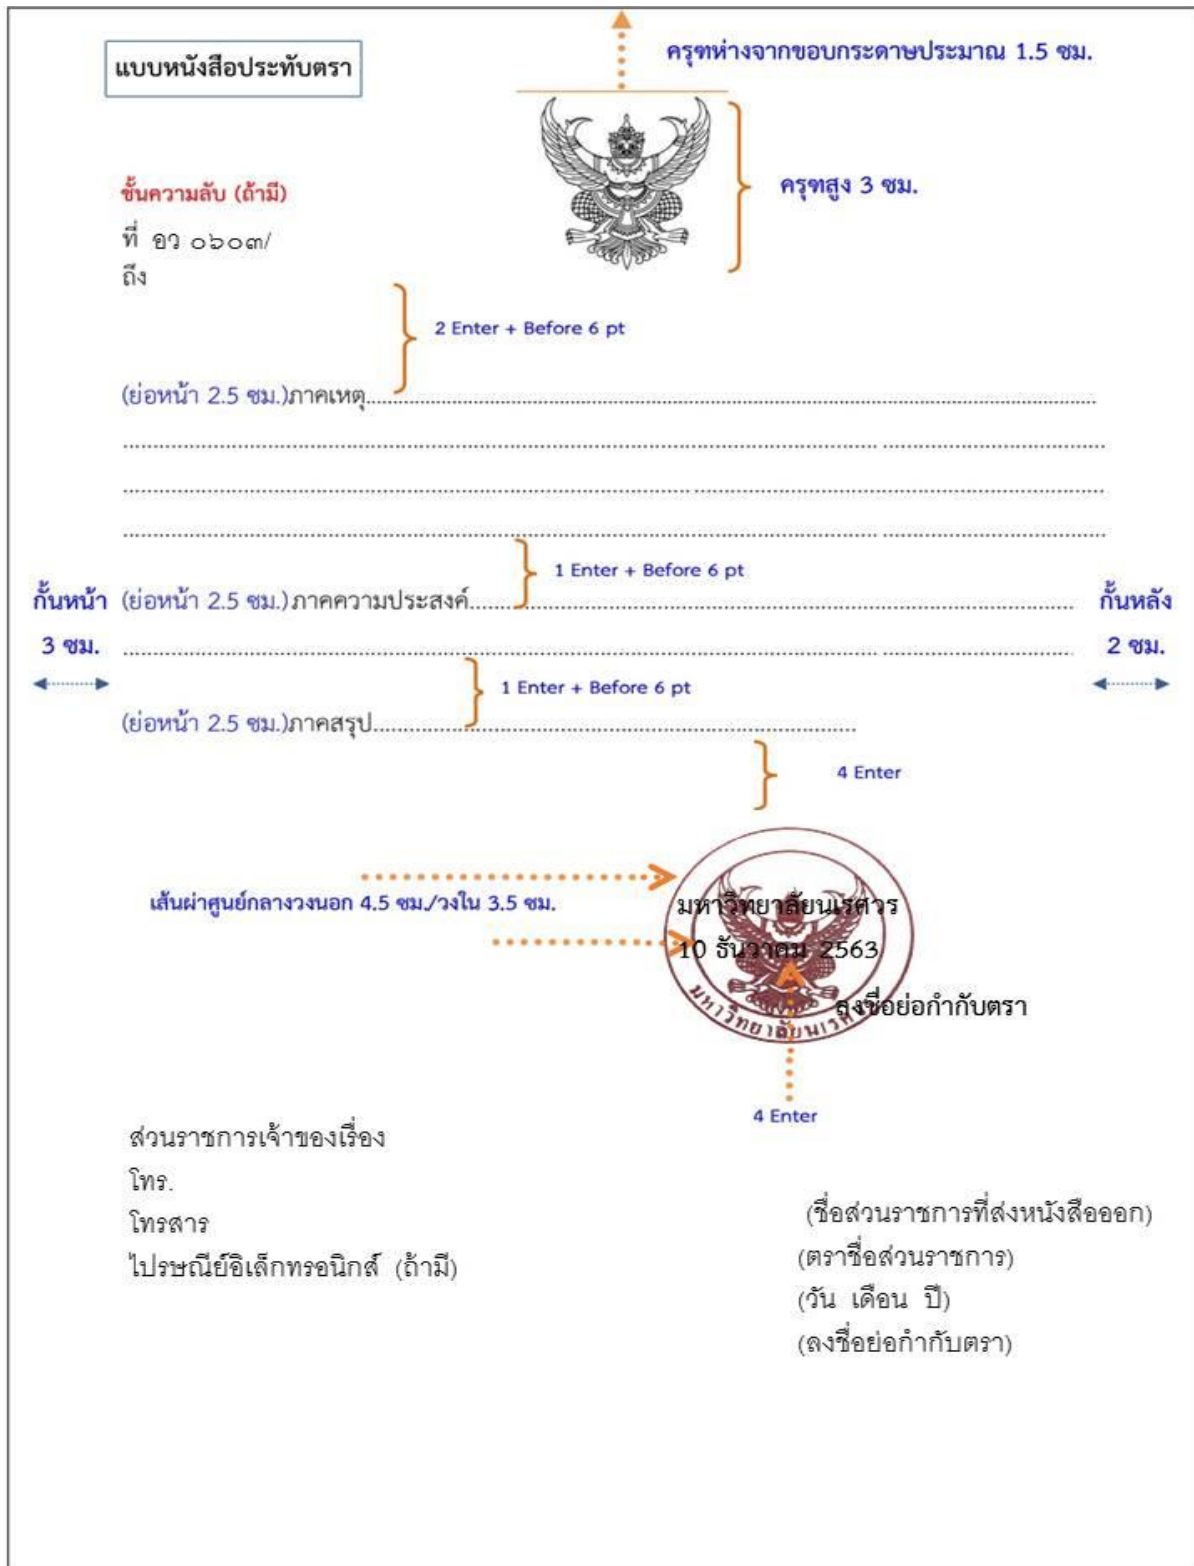 ครุฑห่างจากขอบกระดาษประมาณ 1.5 ซม.
แบบหนังสือประทับตรา
ครุฑสูง 3 ซม.
ชั้นความลับ (ถ้ามี)
ที่ อว ๐๖๐๓/
ถึง
2 Enter + Before 6 pt
(ย่อหน้า 2.5 ซม.)ภาคเหตุ........................................................................................................................
........................................................................................................................
........................................................................................................................
........................................................................................................................
1 Enter + Before 6 pt
กั้นหน้า (ย่อหน้า 2.5 ซม.)ภาคความประสงค์........................................................................................ กั้นหลัง
3 ซม. ........................................................................................................................ 2 ซม.
1 Enter + Before 6 pt
(ย่อหน้า 2.5 ซม.)ภาคสรุป................................................................................
4 Enter
เส้นผ่าศูนย์กลางวงนอก 4.5 ซม./วงใน 3.5 ซม.
มหาวิทยาลัยนเรศวร
10 ธันวาคม 2563
ลงชื่อย่อกำกับตรา
มหาวิทยาลัยนเรศวร
4 Enter
ส่วนราชการเจ้าของเรื่อง
โทร.
โทรสาร
ไปรษณีย์อิเล็กทรอนิกส์ (ถ้ามี)
(ชื่อส่วนราชการที่ส่งหนังสือออก)
(ตราชื่อส่วนราชการ)
(วัน เดือน ปี)
(ลงชื่อย่อกำกับตรา)